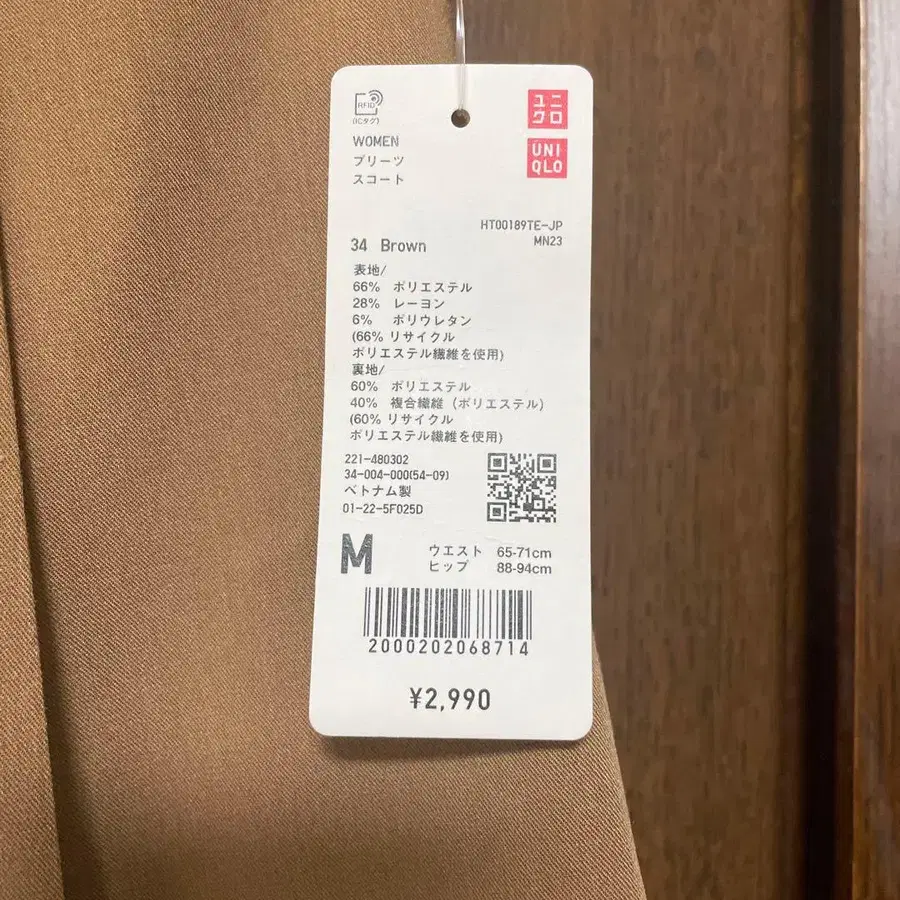 RFID
(ICタグ)
ユニ
クロ
UNI
QLO
WOMEN
プリーツ
スコート
HT00189TE-JP
MN23
34 Brown
表地/
66% ポリエステル
28% レーヨン
6% ポリウレタン
(66% リサイクル
ポリエステル繊維を使用)
裏地/
60% ポリエステル
40% 複合繊維 (ポリエステル)
(60% リサイクル
ポリエステル繊維を使用)
221-480302
34-004-000(54-09)
ベトナム製
01-22-5F025D
M
ウエスト 65-71cm
ヒップ 88-94cm
2000202068714
¥2,990